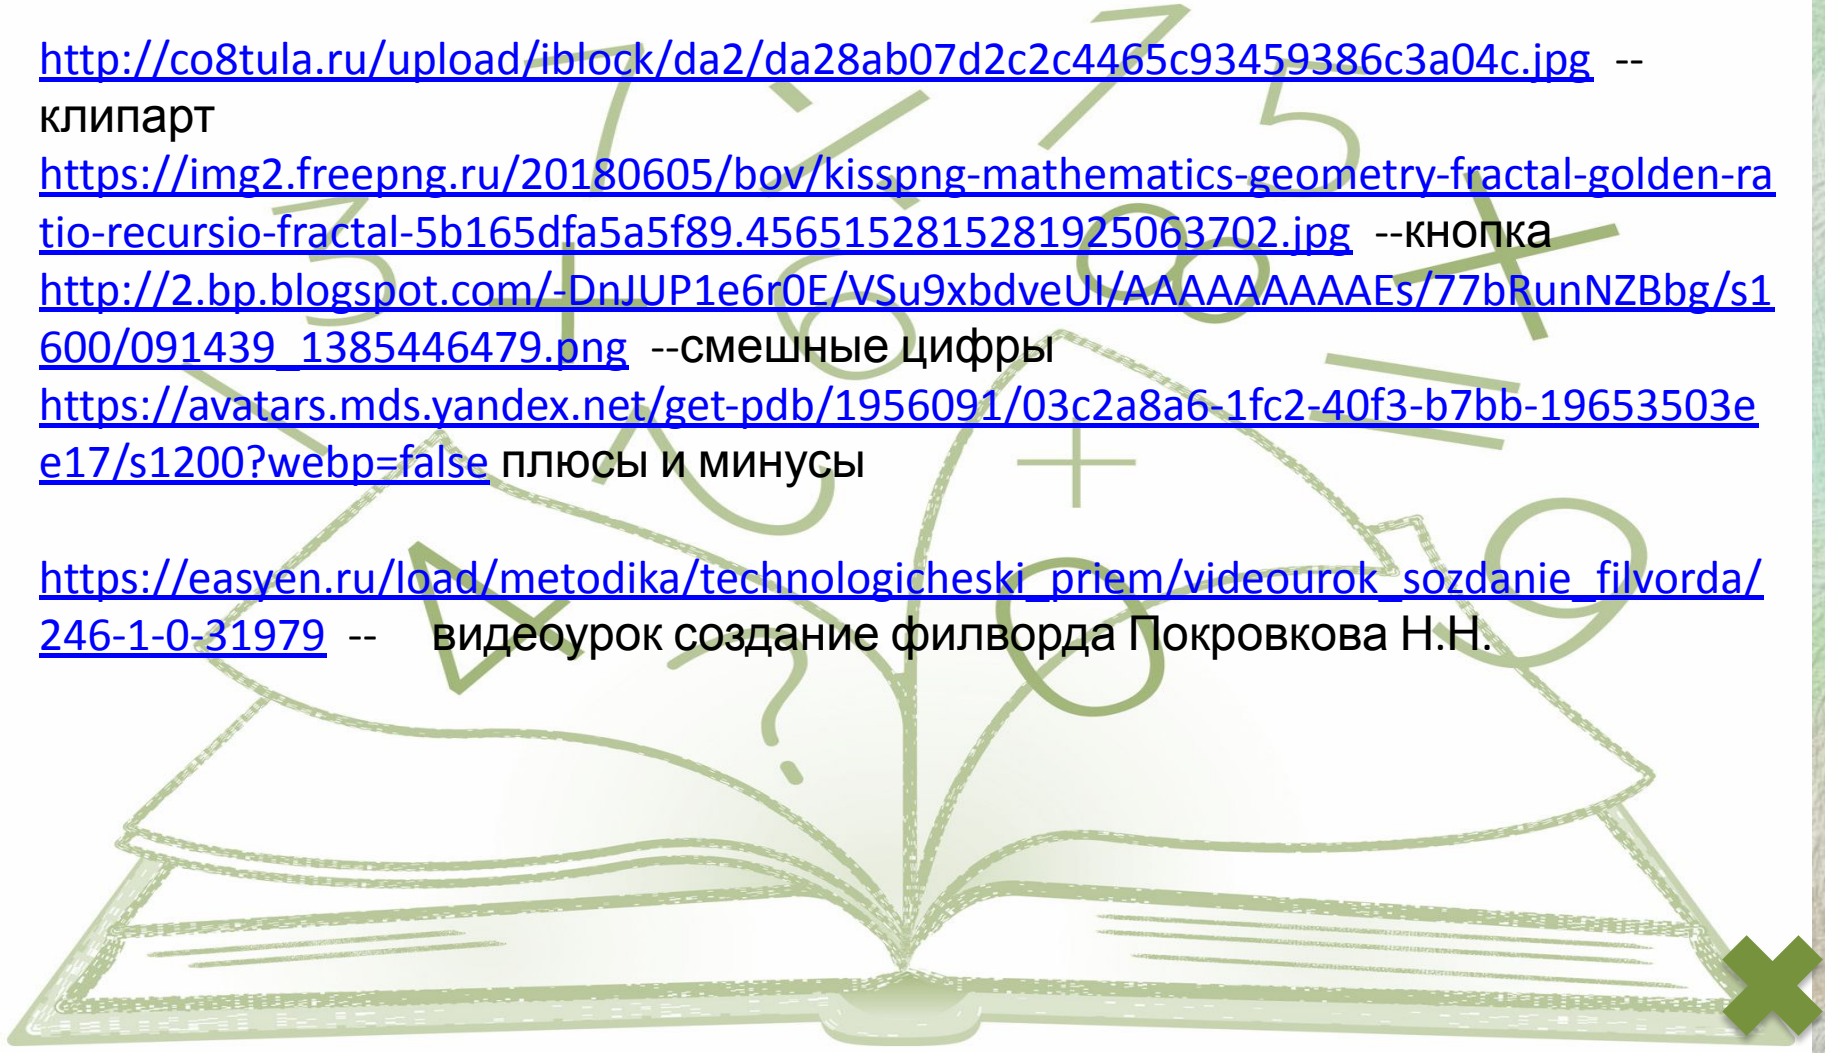 http://co8tula.ru/upload/iblock/da2/da28ab07d2c2c4465c93459386c3a04c.jpg --
клипарт
https://img2.freepng.ru/20180605/bov/kisspng-mathematics-geometry-fractal-golden-ra
tio-recursio-fractal-5b165dfa5a5f89.4565152815281925063702.jpg --кнопка
http://2.bp.blogspot.com/-DnJUP1e6r0E/VSu9xbdveUI/AAAAAAAAAEs/77bRunNZBbg/s1
600/091439_1385446479.png --смешные цифры
https://avatars.mds.yandex.net/get-pdb/1956091/03c2a8a6-1fc2-40f3-b7bb-19653503e
e17/s1200?webp=false плюсы и минусы
https://easyen.ru/load/metodika/technologicheski_priem/videourok_sozdanie_filvorda/
246-1-0-31979 -- видеоурок создание филворда Покровкова Н.Н.